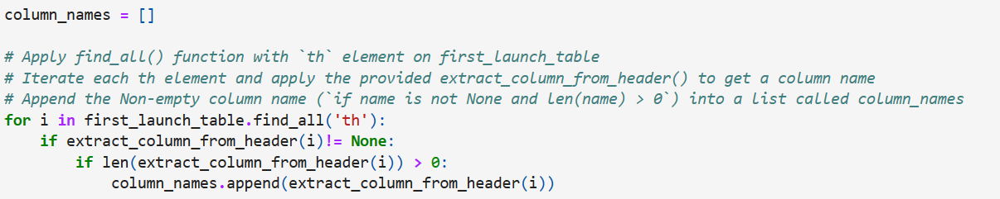 column_names = []
# Apply find_all() function with `th` element on first_launch_table
# Iterate each th element and apply the provided extract_column_from_header() to get a column name
# Append the Non-empty column name (`if name is not None and len(name) > 0`) into a list called column_names
for i in first_launch_table.find_all('th'):
    if extract_column_from_header(i)!= None:
        if len(extract_column_from_header(i)) > 0:
            column_names.append(extract_column_from_header(i))